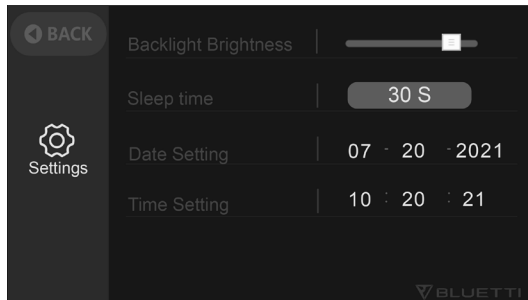 BACK
Backlight Brightness
Sleep time 30 S
Settings
Date Setting 07 - 20 - 2021
Time Setting 10 : 20 : 21
BLUETTI